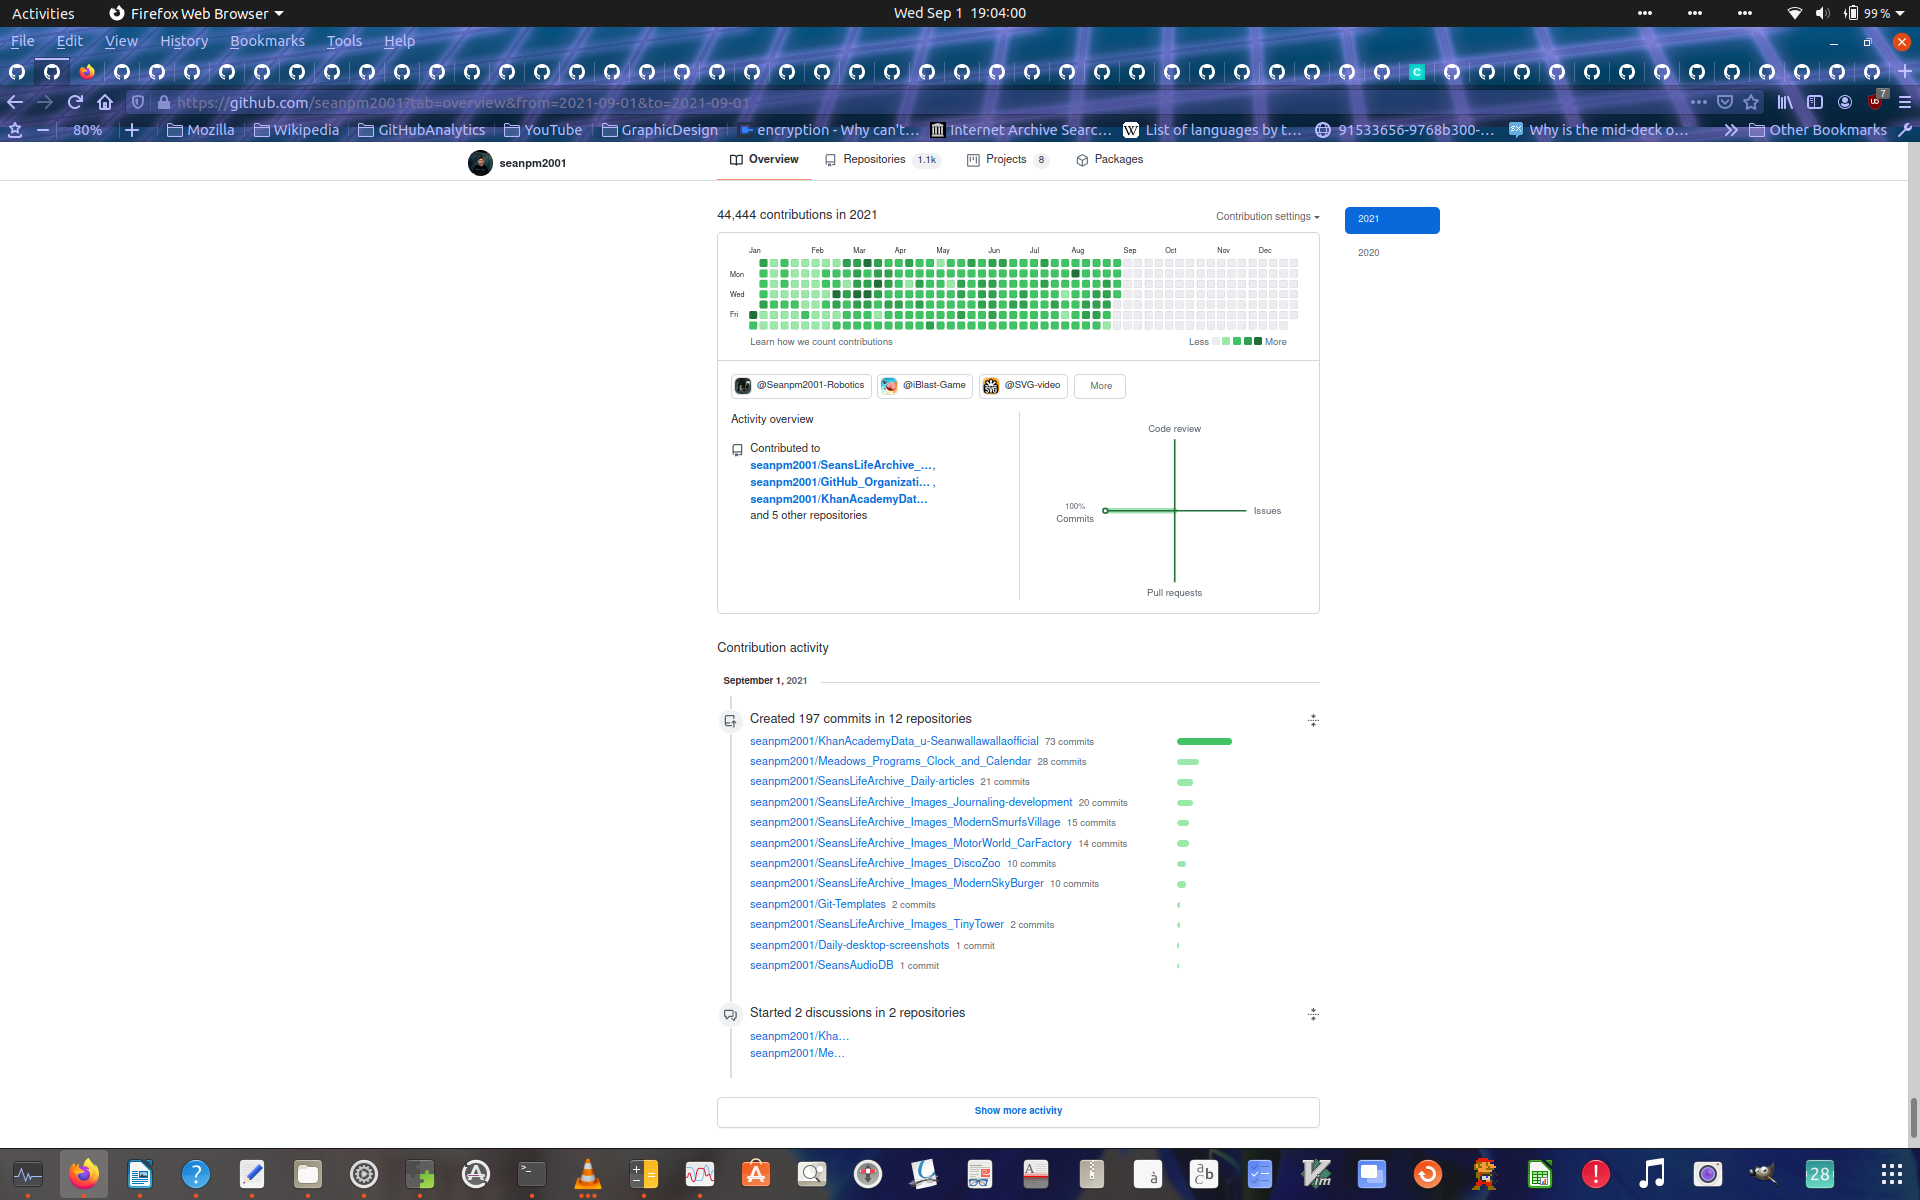 Activities
Firefox Web Browser
Wed Sep 1 19:04:00
99 %
File Edit View History Bookmarks Tools Help
https://github.com/seanpm2001?tab=overview&from=2021-09-01&to=2021-09-01
7
80%
Mozilla
Wikipedia
GitHubAnalytics
YouTube
GraphicDesign
encryption - Why can't…
Internet Archive Searc…
List of languages by t…
91533656-9768b300-…
Why is the mid-deck o…
Other Bookmarks
seanpm2001
Overview
Repositories 1.1k
Projects 8
Packages
44,444 contributions in 2021
Contribution settings
2021
2020
Jan Feb Mar Apr May Jun Jul Aug Sep Oct Nov Dec
Mon
Wed
Fri
Learn how we count contributions
Less More
@Seanpm2001-Robotics
@iBlast-Game
@SVG-video
More
Activity overview
Contributed to
seanpm2001/SeansLifeArchive_…,
seanpm2001/GitHub_Organizati… ,
seanpm2001/KhanAcademyDat…
and 5 other repositories
Code review
100%
Commits
Issues
Pull requests
Contribution activity
September 1, 2021
Created 197 commits in 12 repositories
seanpm2001/KhanAcademyData_u-Seanwallawallaofficial 73 commits
seanpm2001/Meadows_Programs_Clock_and_Calendar 28 commits
seanpm2001/SeansLifeArchive_Daily-articles 21 commits
seanpm2001/SeansLifeArchive_Images_Journaling-development 20 commits
seanpm2001/SeansLifeArchive_Images_ModernSmurfsVillage 15 commits
seanpm2001/SeansLifeArchive_Images_MotorWorld_CarFactory 14 commits
seanpm2001/SeansLifeArchive_Images_DiscoZoo 10 commits
seanpm2001/SeansLifeArchive_Images_ModernSkyBurger 10 commits
seanpm2001/Git-Templates 2 commits
seanpm2001/SeansLifeArchive_Images_TinyTower 2 commits
seanpm2001/Daily-desktop-screenshots 1 commit
seanpm2001/SeansAudioDB 1 commit
Started 2 discussions in 2 repositories
seanpm2001/Kha…
seanpm2001/Me…
Show more activity
28